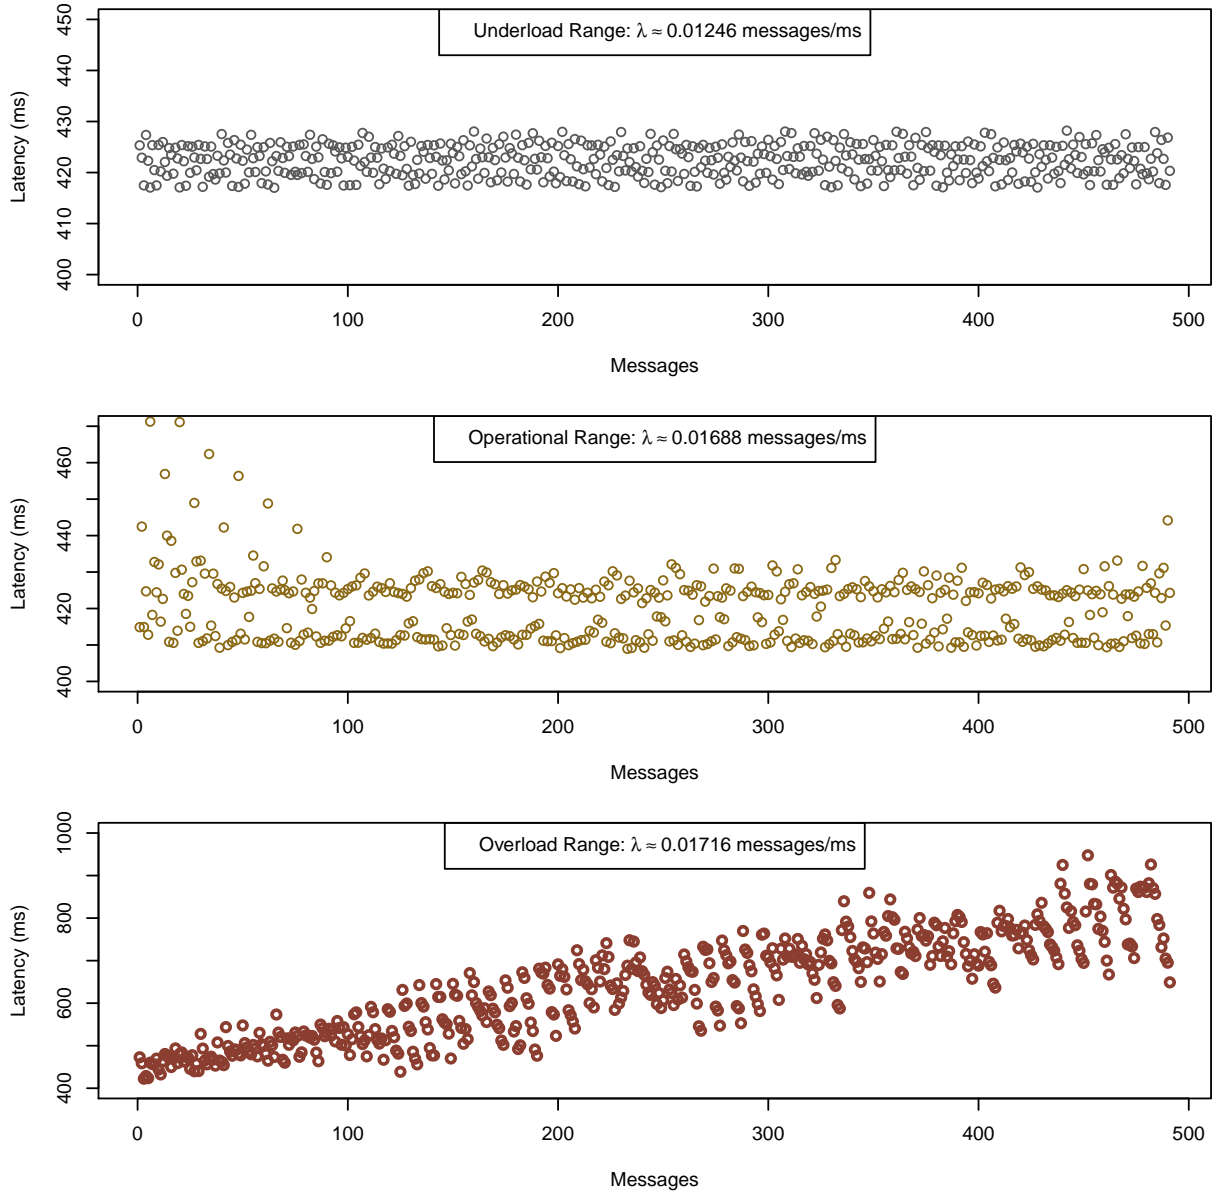 Underload Range: λ ≈ 0.01246 messages/ms
Latency (ms)
450
440
430
420
410
400
0 100 200 300 400 500
Messages
Operational Range: λ ≈ 0.01688 messages/ms
Latency (ms)
460
440
420
400
0 100 200 300 400 500
Messages
Overload Range: λ ≈ 0.01716 messages/ms
Latency (ms)
1000
800
600
400
0 100 200 300 400 500
Messages